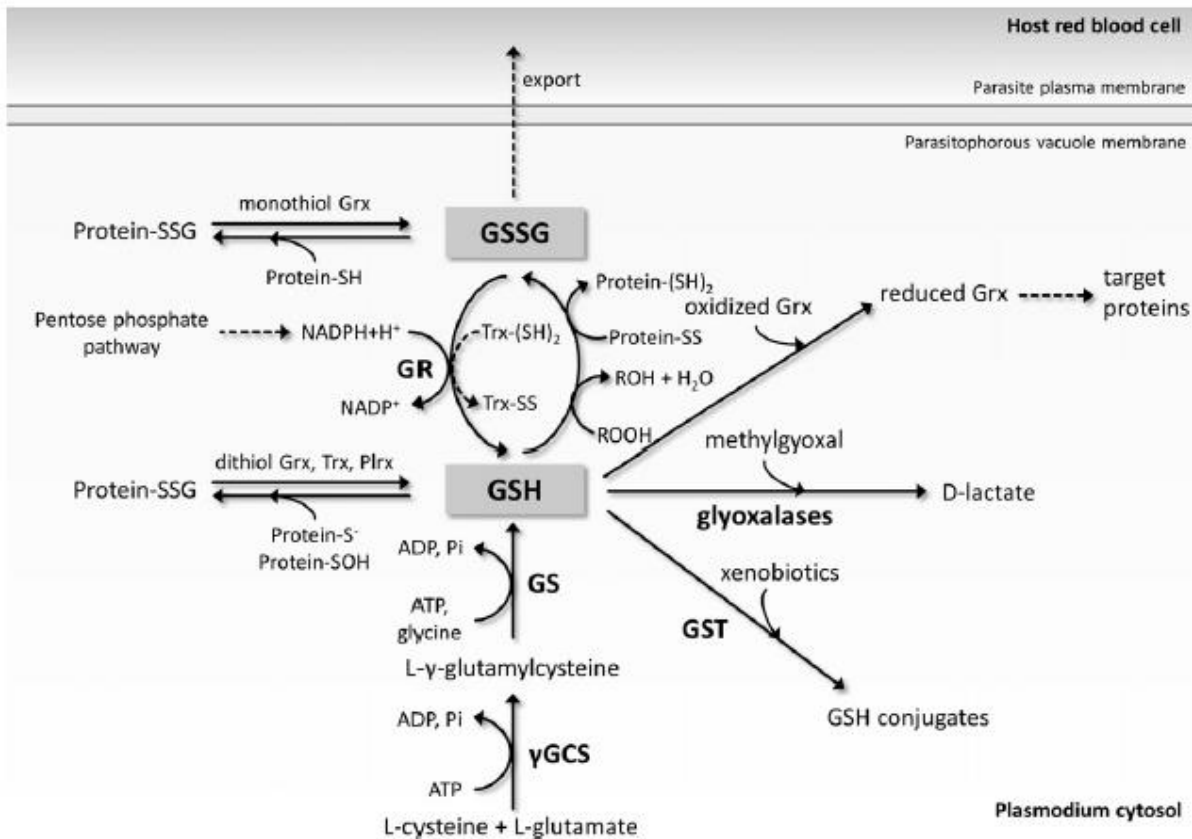 Host red blood cell
export
Parasite plasma membrane
Parasitophorous vacuole membrane
monothiol Grx
Protein-SSG
GSSG
Protein-SH
Protein-(SH)₂
oxidized Grx
reduced Grx
target
proteins
Pentose phosphate
pathway
NADPH+H⁺
Trx-(SH)₂
Protein-SS
GR
ROH + H₂O
NADP⁺
Trx-SS
ROOH
methylgyoxal
dithiol Grx, Trx, Plrx
Protein-SSG
GSH
D-lactate
glyoxalases
Protein-S⁻
Protein-SOH
ADP, Pi
GS
xenobiotics
ATP,
glycine
GST
L-γ-glutamylcysteine
GSH conjugates
ADP, Pi
γGCS
ATP
L-cysteine + L-glutamate
Plasmodium cytosol